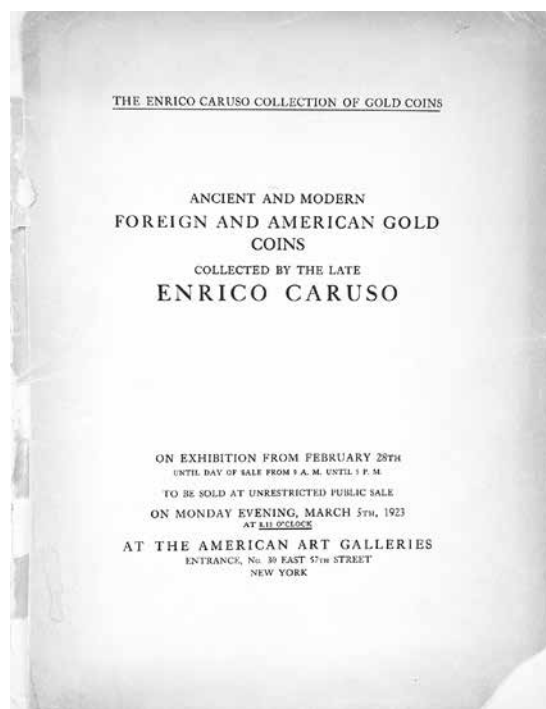 THE ENRICO CARUSO COLLECTION OF GOLD COINS
ANCIENT AND MODERN
FOREIGN AND AMERICAN GOLD
COINS
COLLECTED BY THE LATE
ENRICO CARUSO
ON EXHIBITION FROM FEBRUARY 28TH
UNTIL DAY OF SALE FROM 9 A. M. UNTIL 5 P. M.
TO BE SOLD AT UNRESTRICTED PUBLIC SALE
ON MONDAY EVENING, MARCH 5TH, 1923
AT 8.15 O'CLOCK
AT THE AMERICAN ART GALLERIES
ENTRANCE, No. 30 EAST 57TH STREET
NEW YORK